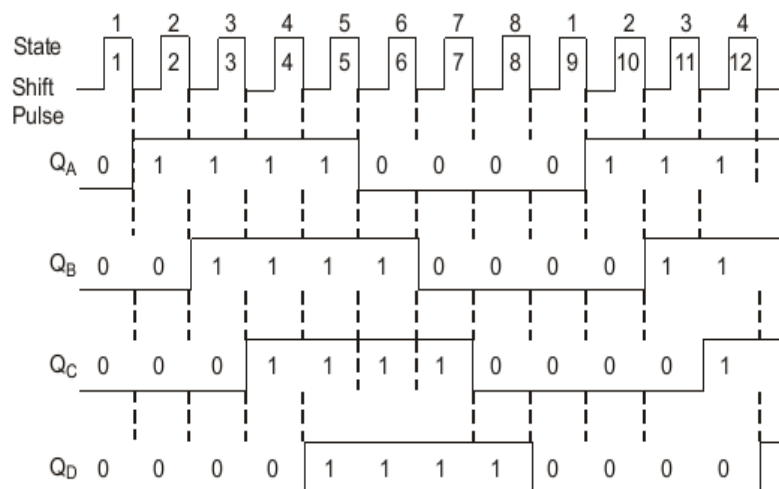 1 2 3 4 5 6 7 8 1 2 3 4
State
1 2 3 4 5 6 7 8 9 10 11 12
Shift
Pulse
QA 0 1 1 1 1 0 0 0 0 1 1 1
QB 0 0 1 1 1 1 0 0 0 0 1 1
QC 0 0 0 1 1 1 1 0 0 0 0 1
QD 0 0 0 0 1 1 1 1 0 0 0 0